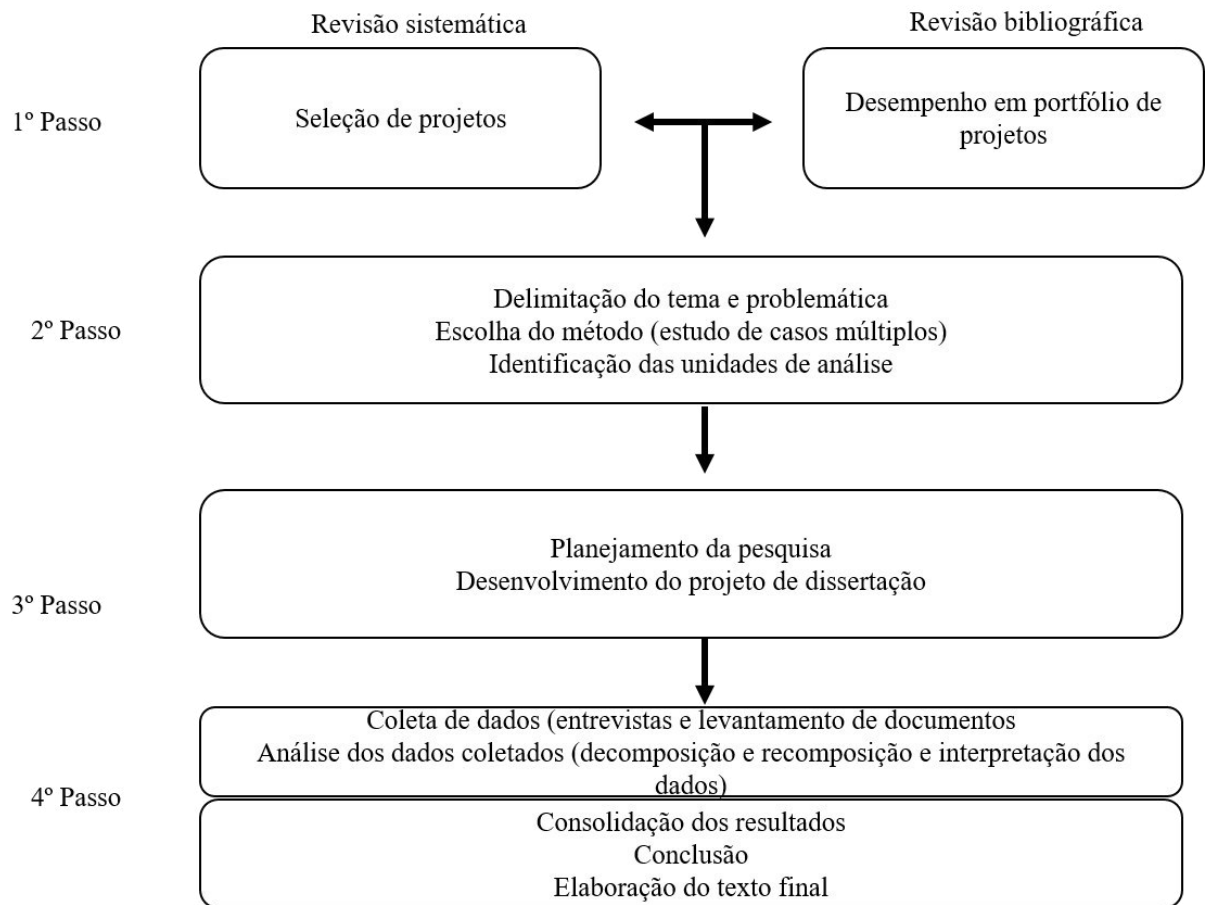 Revisão sistemática
Revisão bibliográfica
1º Passo
Seleção de projetos
Desempenho em portfólio de
projetos
2º Passo
Delimitação do tema e problemática
Escolha do método (estudo de casos múltiplos)
Identificação das unidades de análise
3º Passo
Planejamento da pesquisa
Desenvolvimento do projeto de dissertação
4º Passo
Coleta de dados (entrevistas e levantamento de documentos
Análise dos dados coletados (decomposição e recomposição e interpretação dos
dados)
Consolidação dos resultados
Conclusão
Elaboração do texto final